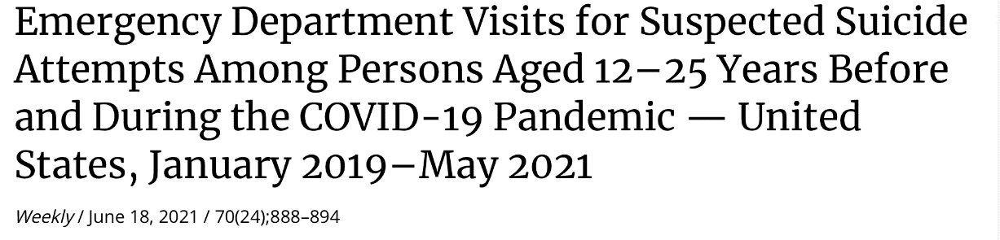 Emergency Department Visits for Suspected Suicide
Attempts Among Persons Aged 12–25 Years Before
and During the COVID-19 Pandemic — United
States, January 2019–May 2021
Weekly / June 18, 2021 / 70(24);888–894